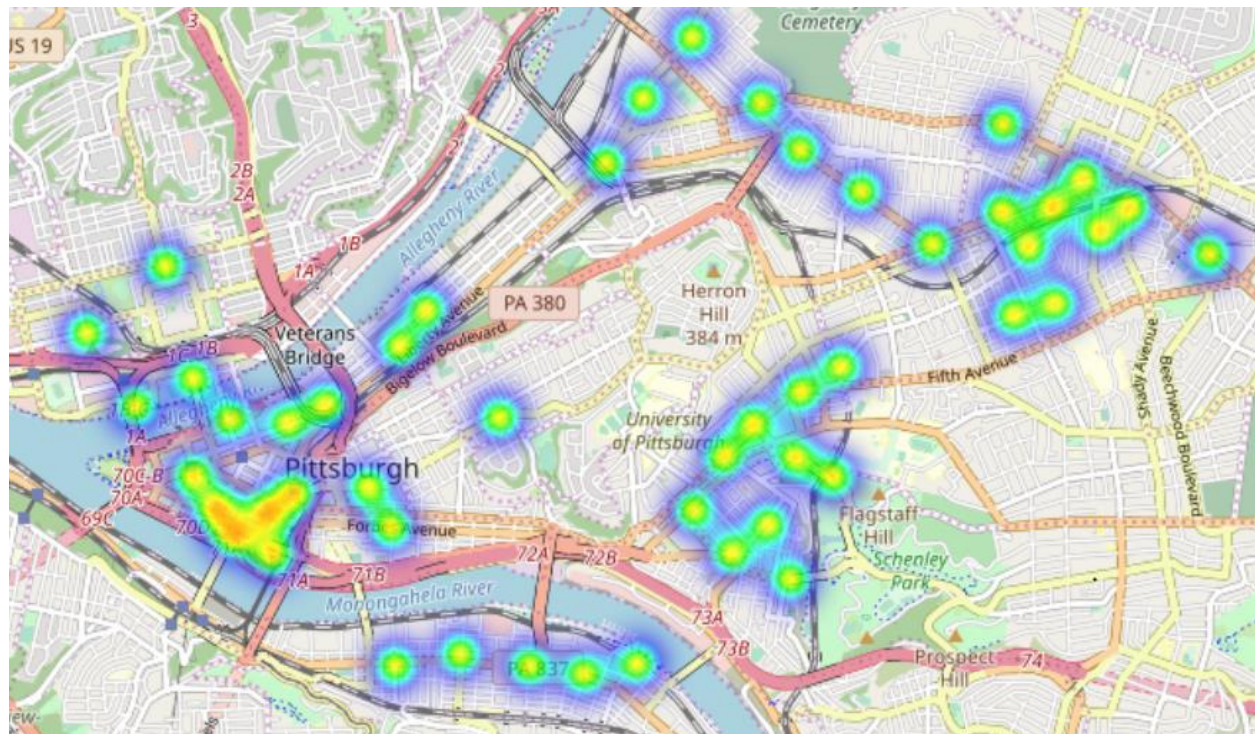 Cemetery
US 19
3
3A
2
2
2B
2A
1B
1A
Allegheny River
PA 380
Herron
Hill
384 m
Veterans
Bridge
1C 1B
Bigelow Boulevard
Fifth Avenue
Shady Avenue
Beechwood Boulevard
University
of Pittsburgh
1A
Pittsburgh
70C-B
70A
69C
70D
71A
71B
72A
72B
Flagstaff
Hill
Schenley
Park
Monongahela River
73A
73B
PA 837
Prospect
Hill
74